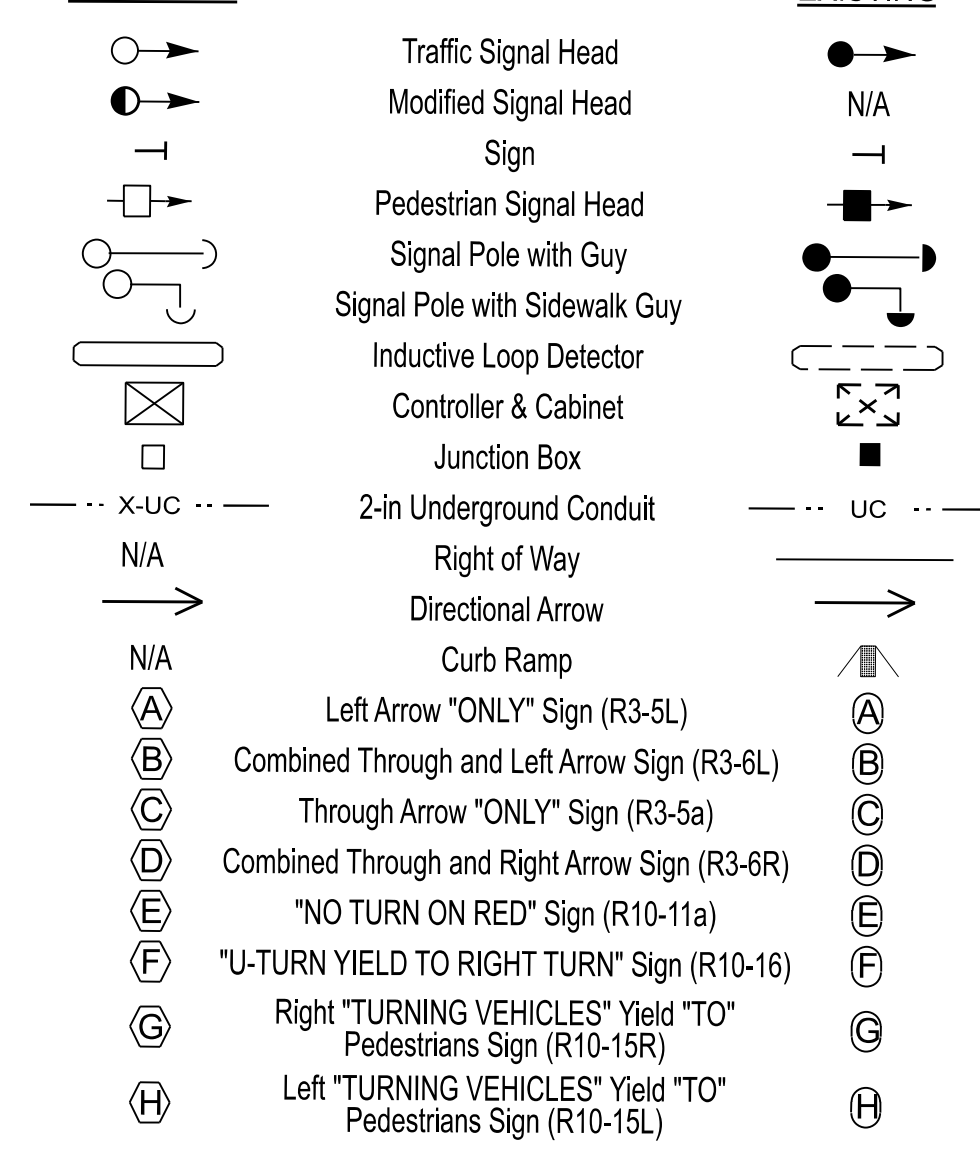 EXISTING
Traffic Signal Head
Modified Signal Head N/A
Sign
Pedestrian Signal Head
Signal Pole with Guy
Signal Pole with Sidewalk Guy
Inductive Loop Detector
Controller & Cabinet
Junction Box
X-UC 2-in Underground Conduit UC
N/A Right of Way
Directional Arrow
N/A Curb Ramp
A Left Arrow "ONLY" Sign (R3-5L) A
B Combined Through and Left Arrow Sign (R3-6L) B
C Through Arrow "ONLY" Sign (R3-5a) C
D Combined Through and Right Arrow Sign (R3-6R) D
E "NO TURN ON RED" Sign (R10-11a) E
F "U-TURN YIELD TO RIGHT TURN" Sign (R10-16) F
G Right "TURNING VEHICLES" Yield "TO" G
Pedestrians Sign (R10-15R)
H Left "TURNING VEHICLES" Yield "TO" H
Pedestrians Sign (R10-15L)